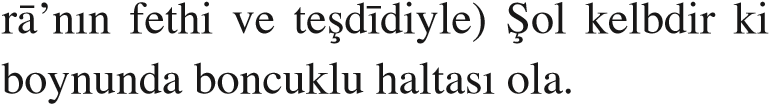 rā’nın fethi ve teşdīdiyle) Şol kelbdir ki
boynunda boncuklu haltası ola.